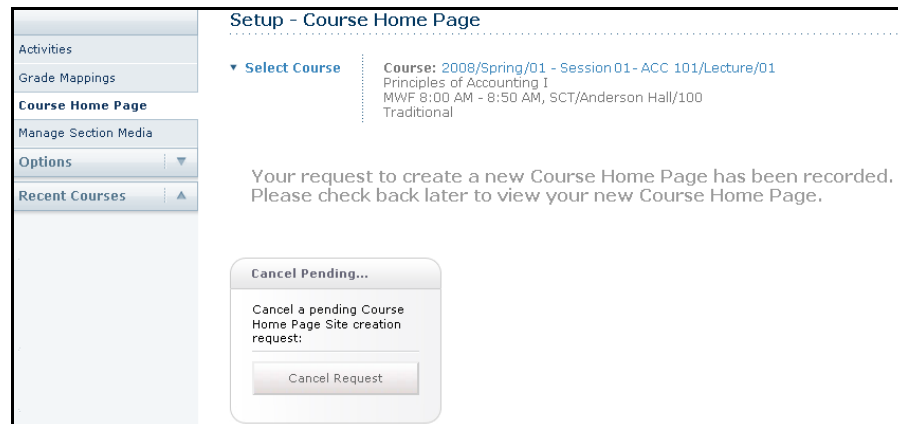 Setup - Course Home Page
Activities
Grade Mappings
Course Home Page
Manage Section Media
Options
Recent Courses
Select Course
Course: 2008/Spring/01 - Session 01- ACC 101/Lecture/01
Principles of Accounting I
MWF 8:00 AM - 8:50 AM, SCT/Anderson Hall/100
Traditional
Your request to create a new Course Home Page has been recorded.
Please check back later to view your new Course Home Page.
Cancel Pending...
Cancel a pending Course
Home Page Site creation
request:
Cancel Request